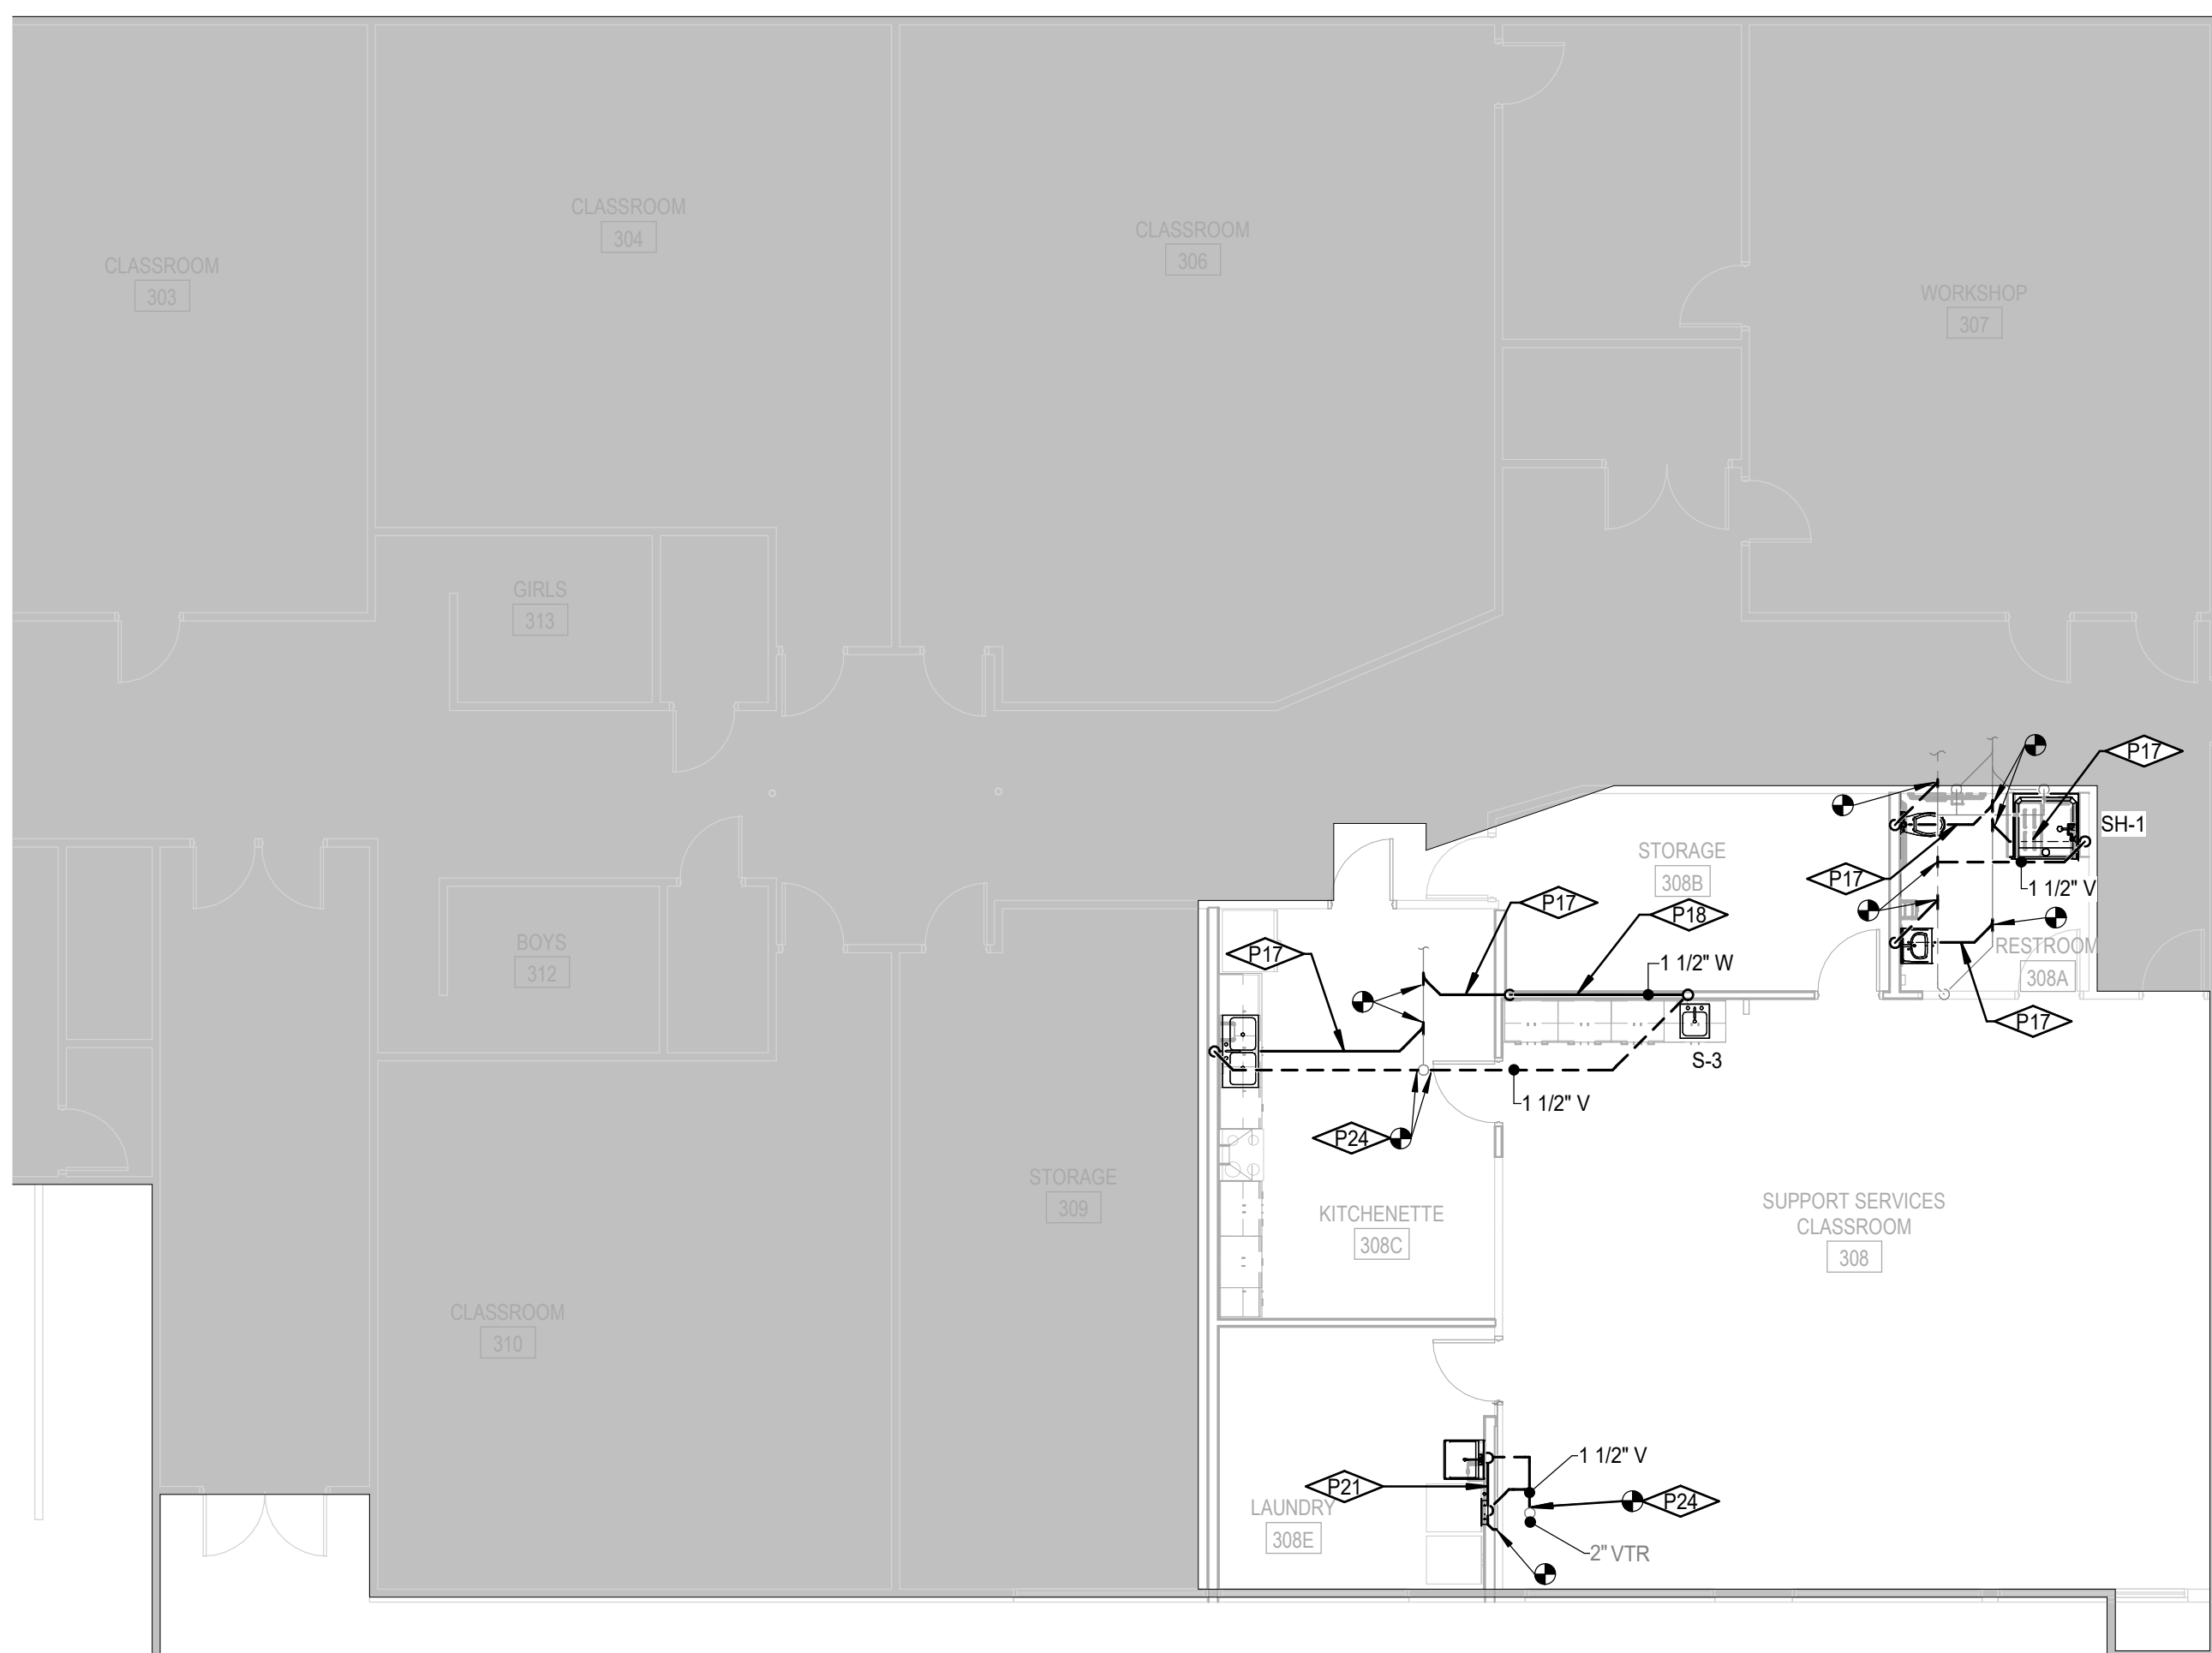 CLASSROOM
304
CLASSROOM
306
CLASSROOM
303
WORKSHOP
307
GIRLS
313
P17
SH-1
STORAGE
308B
P17
1 1/2" V
P17
P18
BOYS
312
P17
RESTROOM
308A
1 1/2" W
P17
S-3
1 1/2" V
P24
STORAGE
309
KITCHENETTE
308C
SUPPORT SERVICES
CLASSROOM
308
CLASSROOM
310
1 1/2" V
P21
P24
LAUNDRY
308E
2" VTR